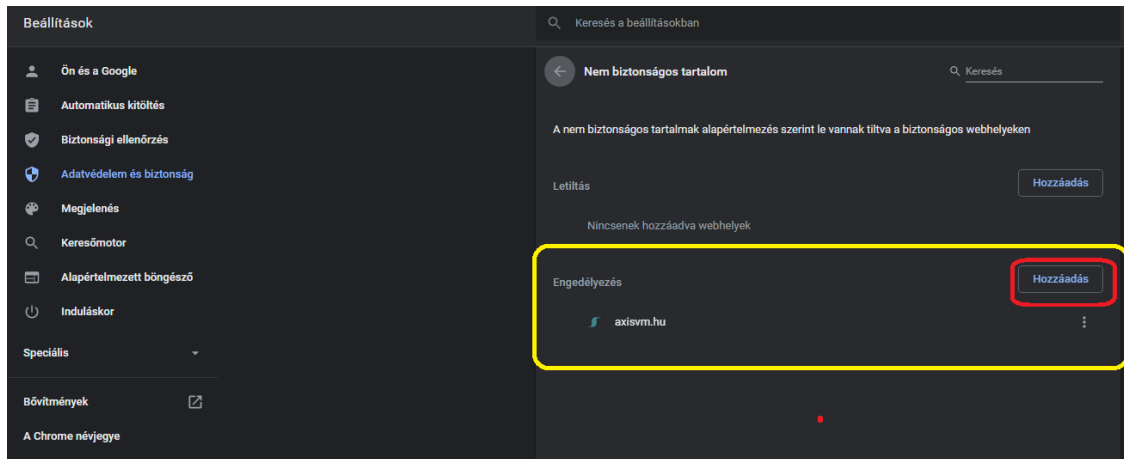 Beállítások
Keresés a beállításokban
Ön és a Google
Automatikus kitöltés
Biztonsági ellenőrzés
Adatvédelem és biztonság
Megjelenés
Keresőmotor
Alapértelmezett böngésző
Induláskor
Speciális
Bővítmények
A Chrome névjegye
Nem biztonságos tartalom
Keresés
A nem biztonságos tartalmak alapértelmezés szerint le vannak tiltva a biztonságos webhelyeken
Letiltás
Hozzáadás
Nincsenek hozzáadva webhelyek
Engedélyezés
Hozzáadás
axisvm.hu